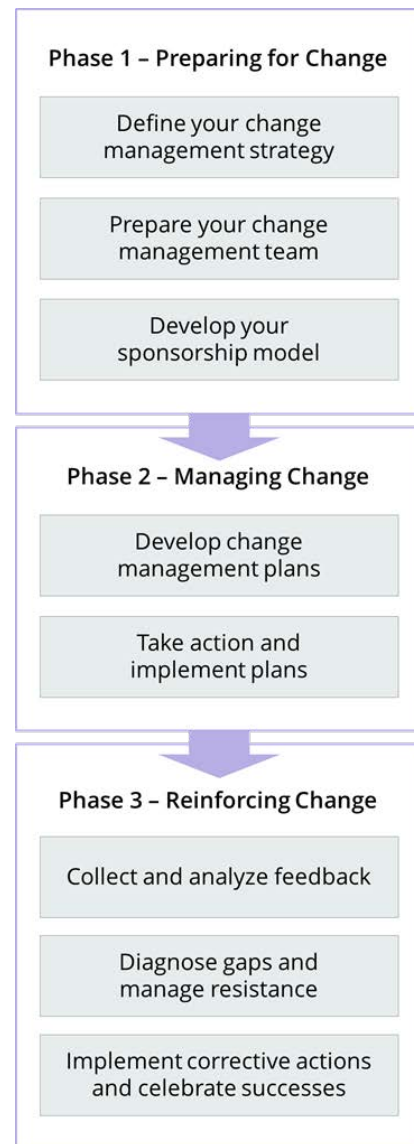 Phase 1 – Preparing for Change
Define your change
management strategy
Prepare your change
management team
Develop your
sponsorship model
Phase 2 – Managing Change
Develop change
management plans
Take action and
implement plans
Phase 3 – Reinforcing Change
Collect and analyze feedback
Diagnose gaps and
manage resistance
Implement corrective actions
and celebrate successes